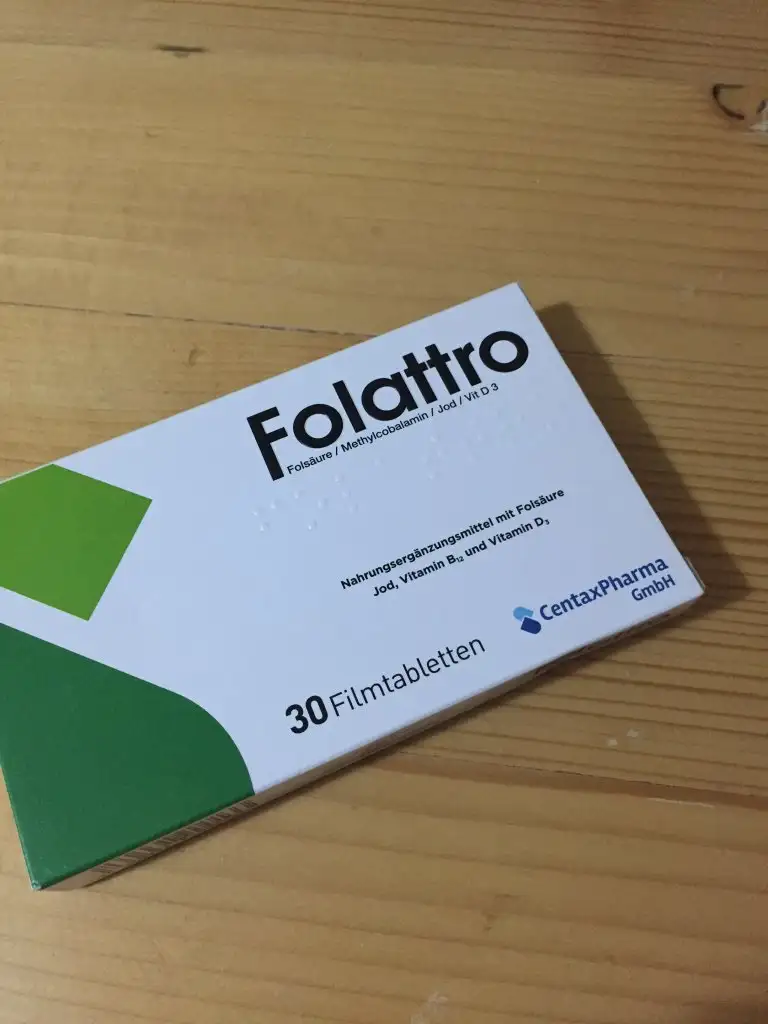 Folattro
Folsäure / Methylcobalamin / Jod / Vit D 3
Nahrungsergänzungsmittel mit Folsäure
Jod, Vitamin B₁₂ und Vitamin D₃
CentaxPharma
GmbH
30 Filmtabletten